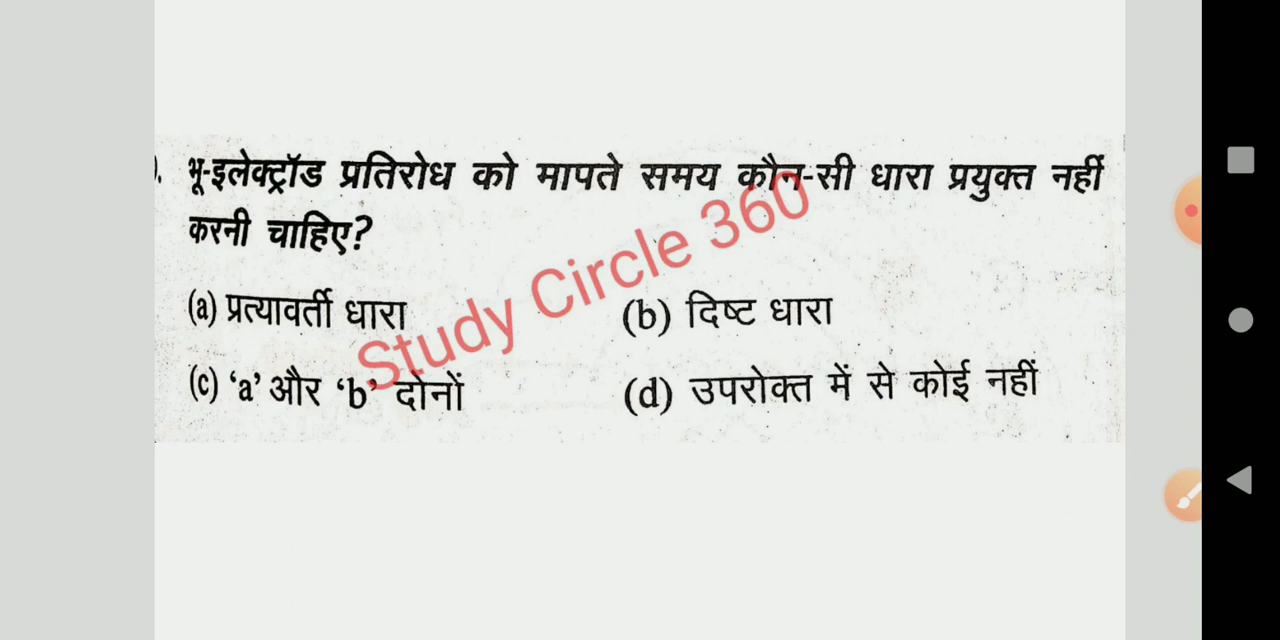 ). भू-इलेक्ट्रॉड प्रतिरोध को मापते समय कौन-सी धारा प्रयुक्त नहीं
करनी चाहिए?
(a) प्रत्यावर्ती धारा (b) दिष्ट धारा
(c) ‘a’ और ‘b’ दोनों (d) उपरोक्त में से कोई नहीं
Study Circle 360